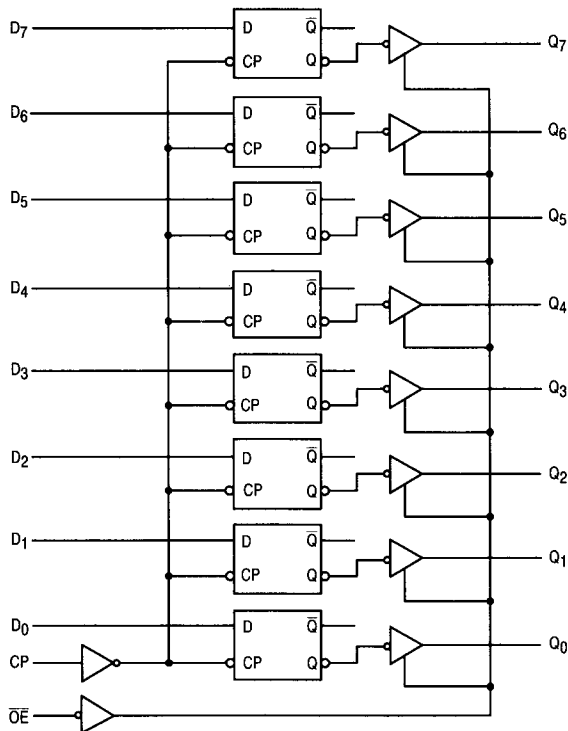 D₇ D Q̅ Q₇
CP Q
D₆ D Q̅ Q₆
CP Q
D₅ D Q̅ Q₅
CP Q
D₄ D Q̅ Q₄
CP Q
D₃ D Q̅ Q₃
CP Q
D₂ D Q̅ Q₂
CP Q
D₁ D Q̅ Q₁
CP Q
D₀ D Q̅ Q₀
CP CP Q
O̅E̅